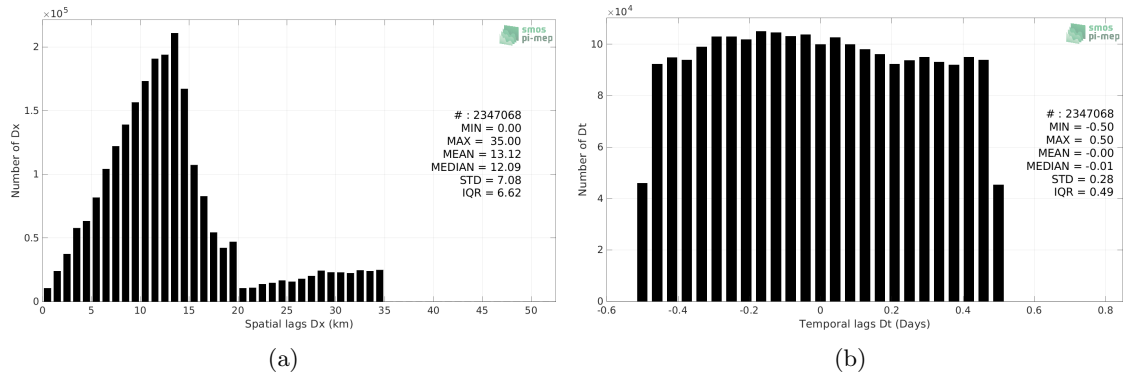 ×10⁵
2
1.5
1
0.5
0
Number of Dx
smos
pi-mep
# : 2347068
MIN = 0.00
MAX = 35.00
MEAN = 13.12
MEDIAN = 12.09
STD = 7.08
IQR = 6.62
0 5 10 15 20 25 30 35 40 45 50
Spatial lags Dx (km)
(a)
×10⁴
10
8
6
4
2
0
Number of Dt
smos
pi-mep
# : 2347068
MIN = -0.50
MAX = 0.50
MEAN = -0.00
MEDIAN = -0.01
STD = 0.28
IQR = 0.49
-0.6 -0.4 -0.2 0 0.2 0.4 0.6 0.8
Temporal lags Dt (Days)
(b)